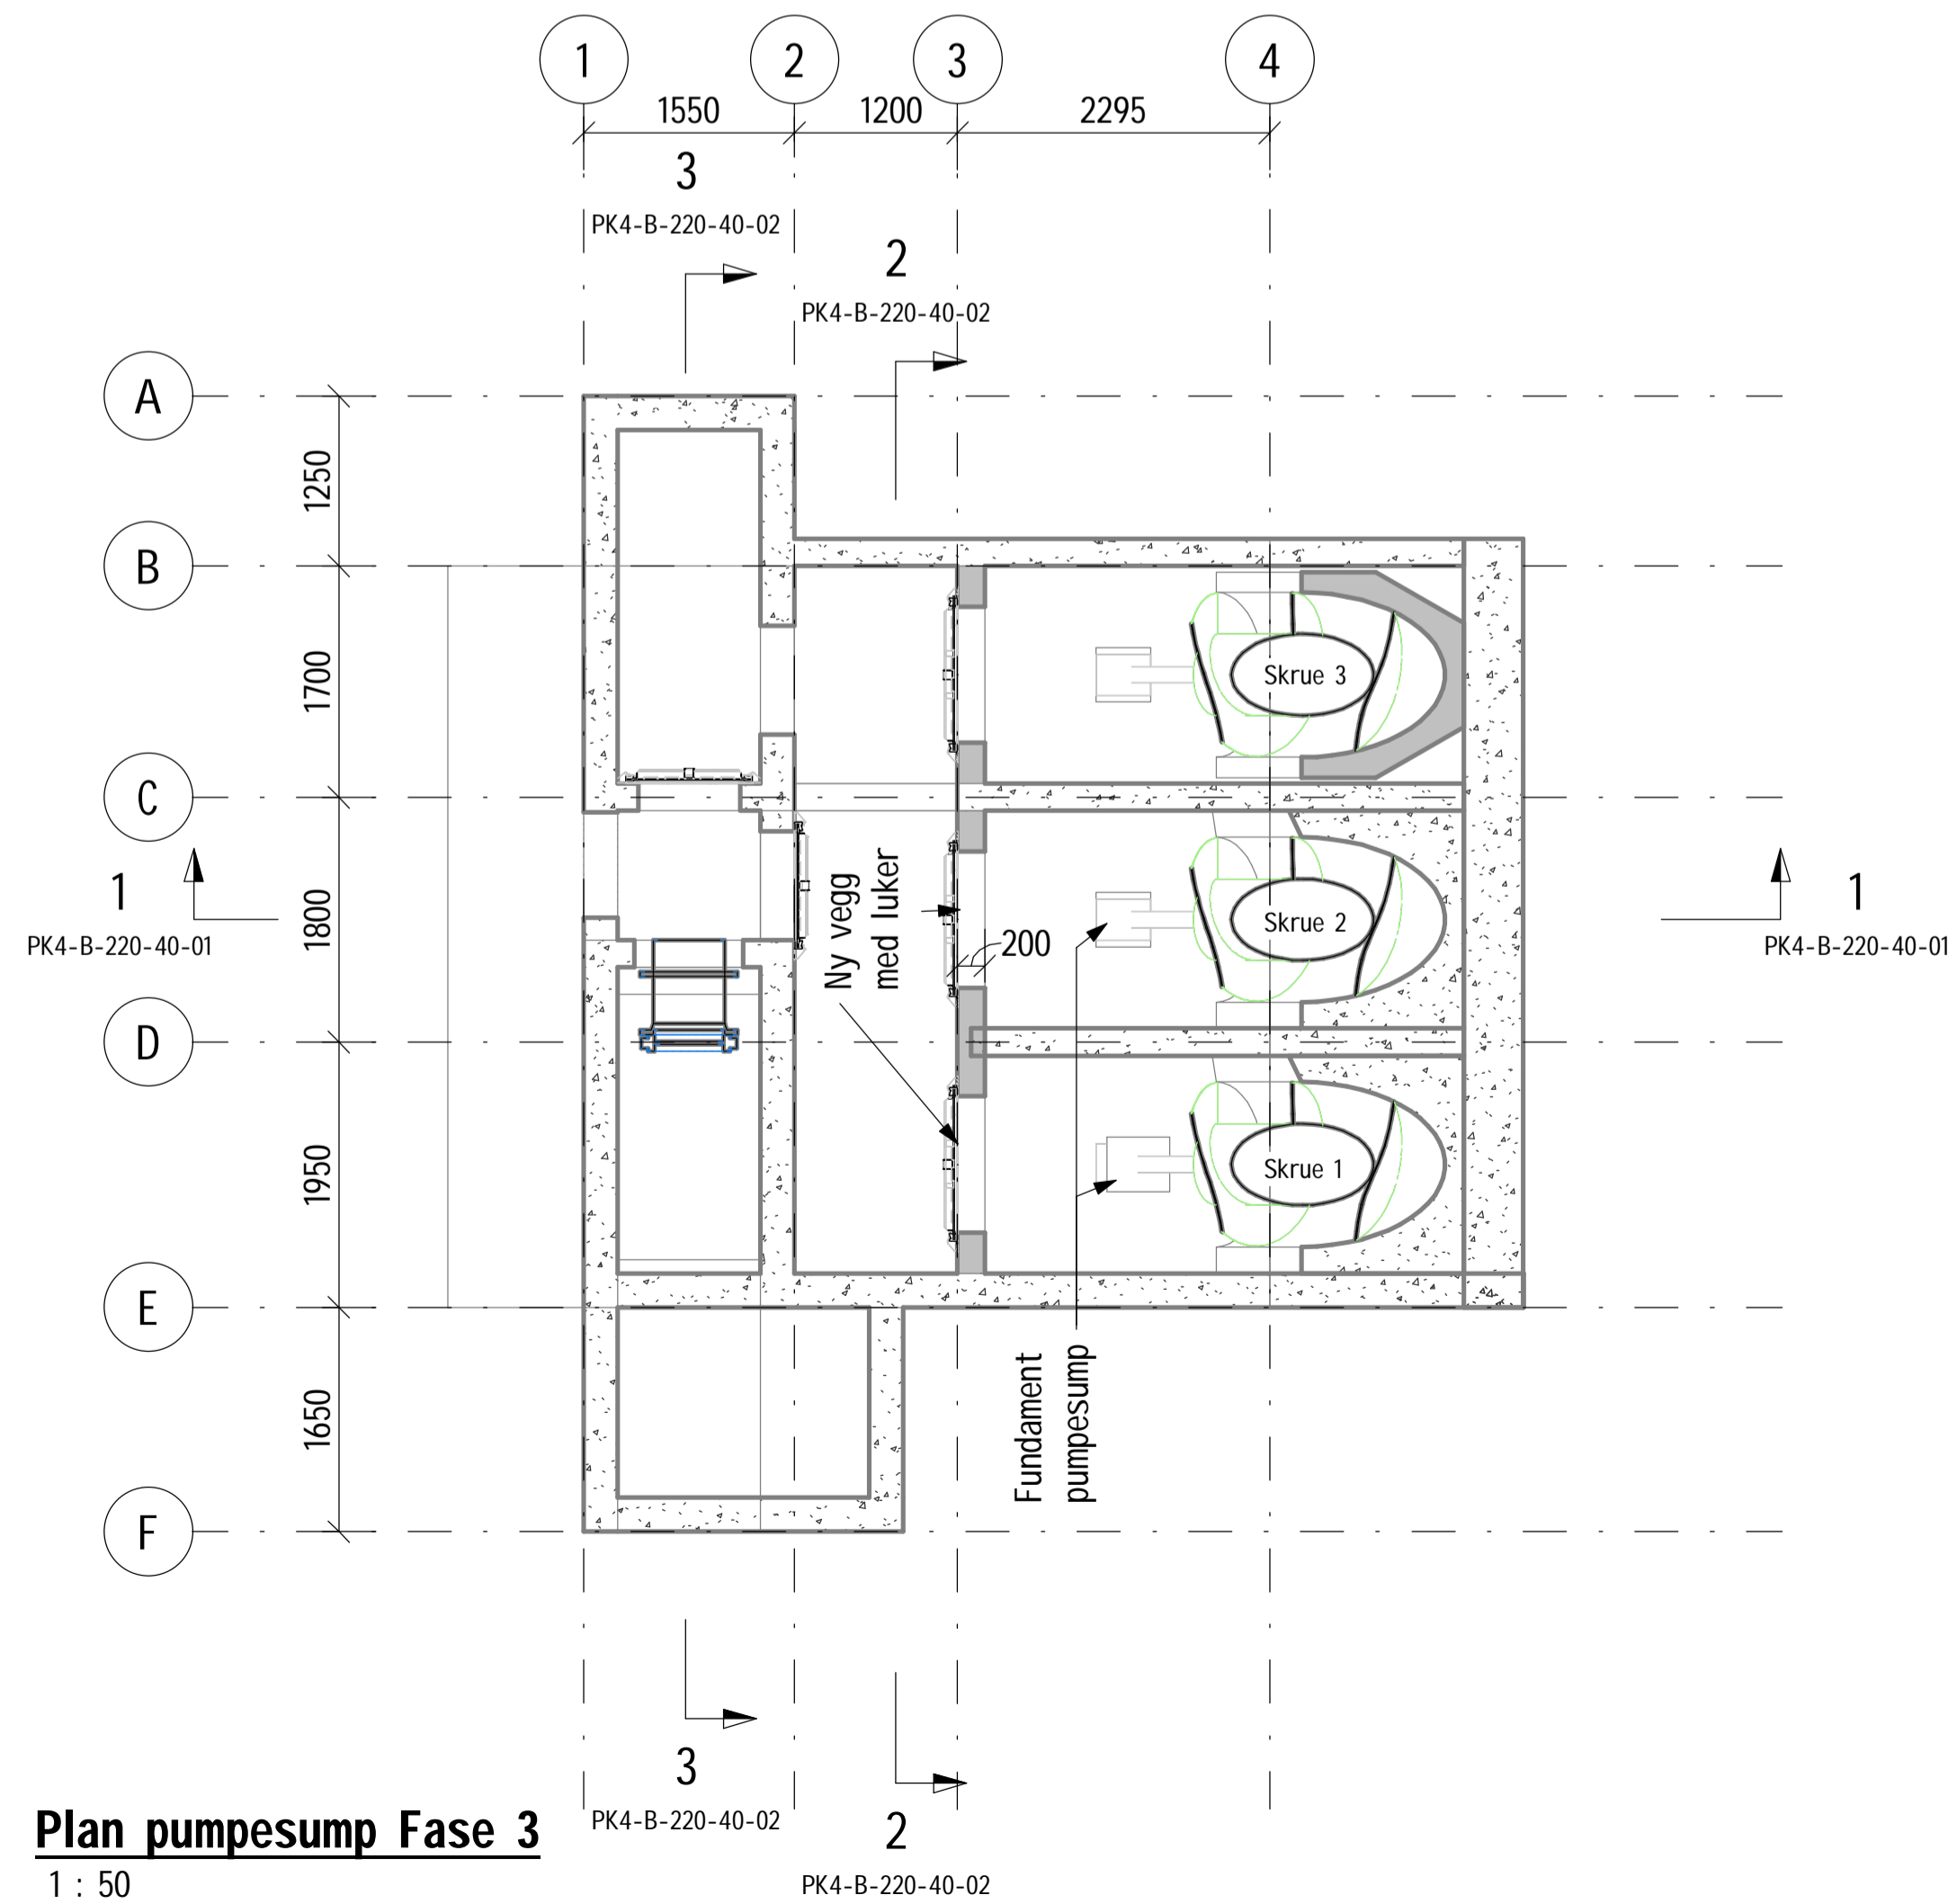 1
2
3
4
1550
1200
2295
3
PK4-B-220-40-02
2
PK4-B-220-40-02
A
1250
B
1700
Skrue 3
C
1
PK4-B-220-40-01
1800
Ny vegg
med luker
200
Skrue 2
1
PK4-B-220-40-01
D
1950
Skrue 1
E
1650
Fundament
pumpesump
F
3
PK4-B-220-40-02
2
PK4-B-220-40-02
Plan pumpesump Fase 3
1 : 50